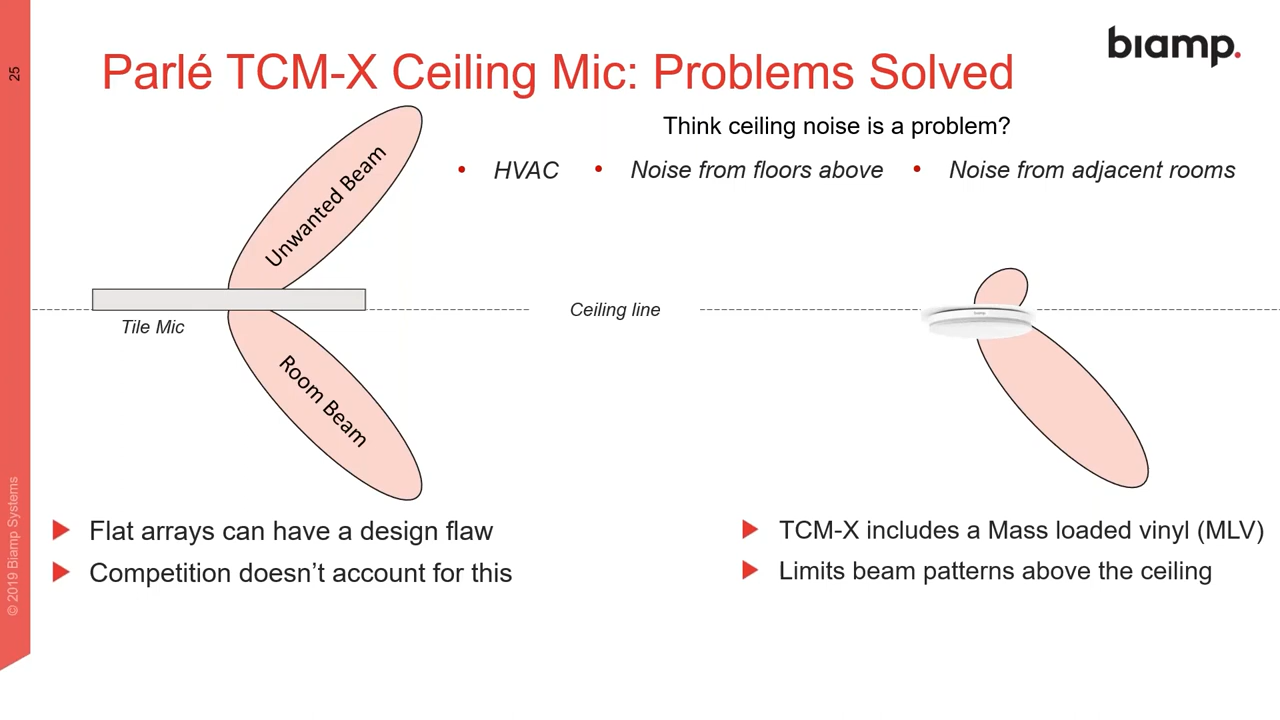 25
biamp.
Parlé TCM-X Ceiling Mic: Problems Solved
Think ceiling noise is a problem?
• HVAC • Noise from floors above • Noise from adjacent rooms
Unwanted Beam
Ceiling line
Tile Mic
Room Beam
Flat arrays can have a design flaw
Competition doesn’t account for this
TCM-X includes a Mass loaded vinyl (MLV)
Limits beam patterns above the ceiling
© 2019 Biamp Systems